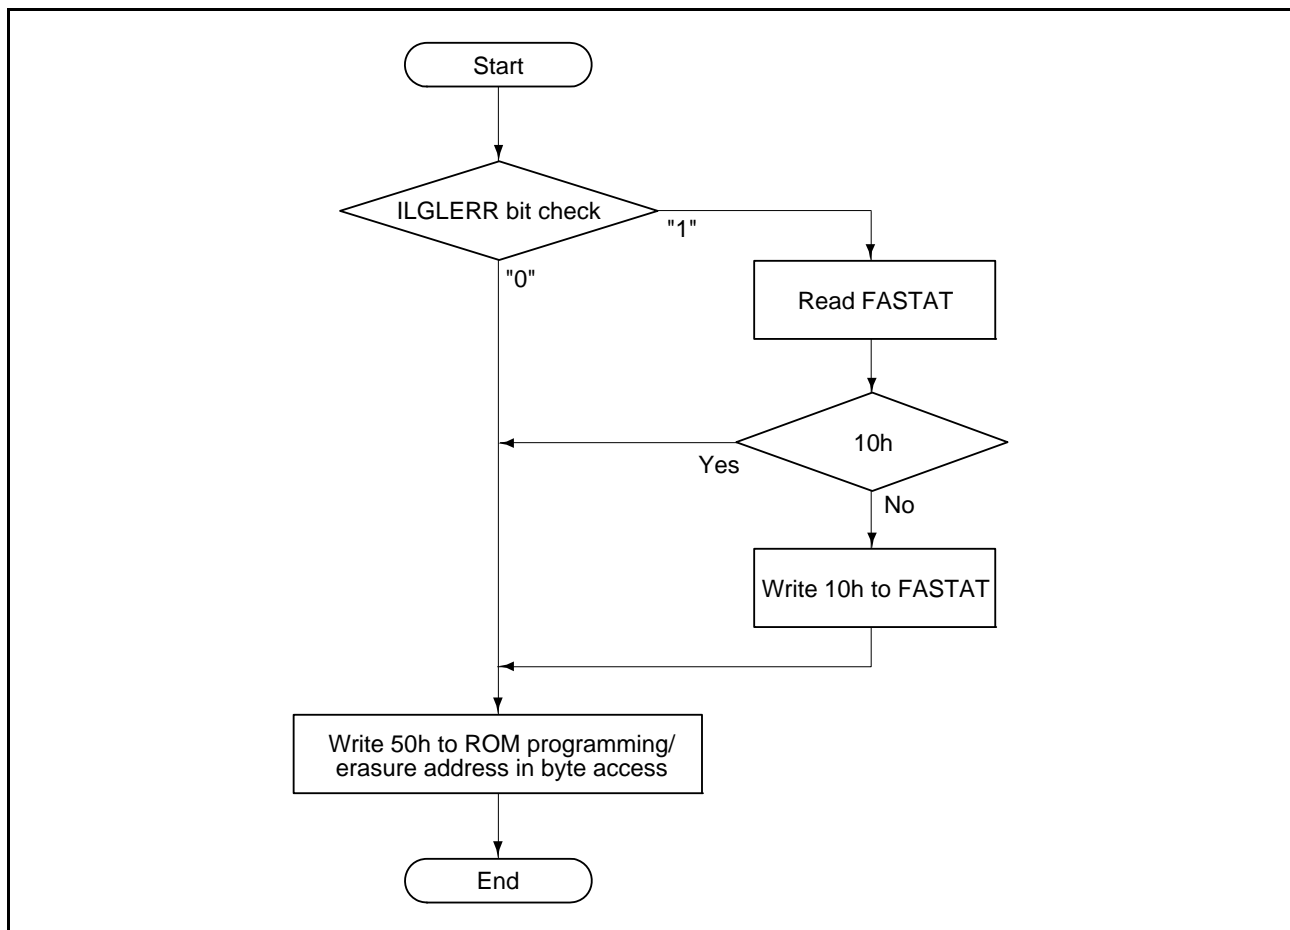 Start
ILGLERR bit check
"1"
"0"
Read FASTAT
10h
Yes
No
Write 10h to FASTAT
Write 50h to ROM programming/
erasure address in byte access
End